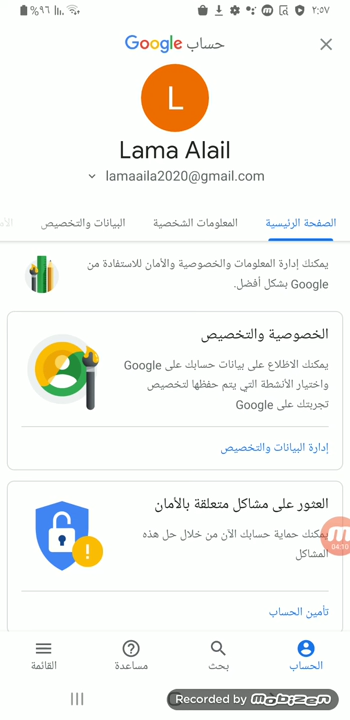 %٩٦
٢:٥٧
حساب Google
L
Lama Alail
lamaaila2020@gmail.com
الصفحة الرئيسية
المعلومات الشخصية
البيانات والتخصيص
الأم
يمكنك إدارة المعلومات والخصوصية والأمان للاستفادة من
Google بشكل أفضل.
الخصوصية والتخصيص
يمكنك الاطلاع على بيانات حسابك على Google
واختيار الأنشطة التي يتم حفظها لتخصيص
تجربتك على Google
إدارة البيانات والتخصيص
العثور على مشاكل متعلقة بالأمان
يمكنك حماية حسابك الآن من خلال حل هذه
المشاكل
04:10
تأمين الحساب
الحساب
بحث
مساعدة
القائمة
Recorded by mobizen